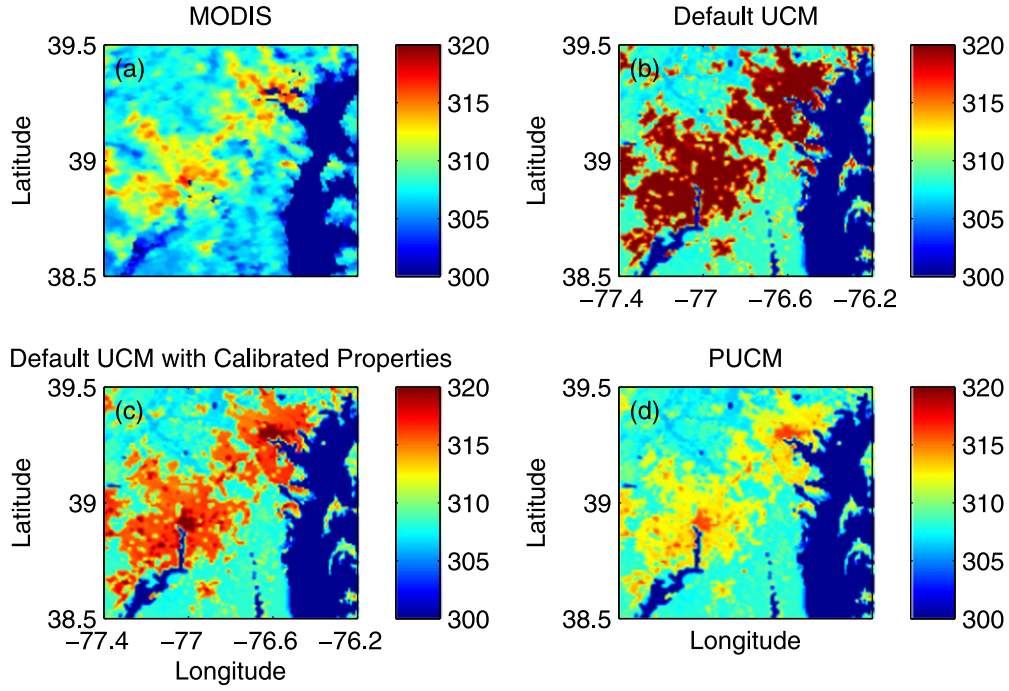 MODIS
39.5
39
38.5
Latitude
(a)
320
315
310
305
300
Default UCM
39.5
39
38.5
Latitude
(b)
−77.4 −77 −76.6 −76.2
320
315
310
305
300
Default UCM with Calibrated Properties
39.5
39
38.5
Latitude
(c)
−77.4 −77 −76.6 −76.2
Longitude
320
315
310
305
300
PUCM
39.5
39
38.5
Latitude
(d)
Longitude
320
315
310
305
300